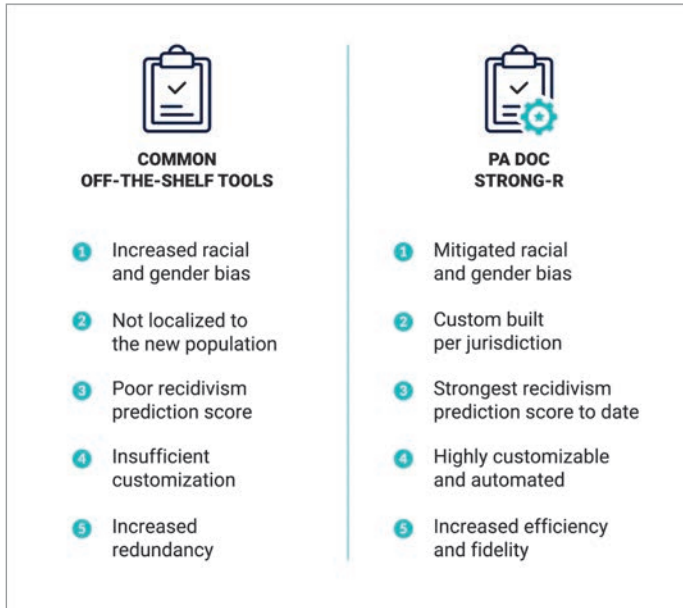 COMMON
OFF-THE-SHELF TOOLS
1 Increased racial
and gender bias
2 Not localized to
the new population
3 Poor recidivism
prediction score
4 Insufficient
customization
5 Increased
redundancy
PA DOC
STRONG-R
1 Mitigated racial
and gender bias
2 Custom built
per jurisdiction
3 Strongest recidivism
prediction score to date
4 Highly customizable
and automated
5 Increased efficiency
and fidelity